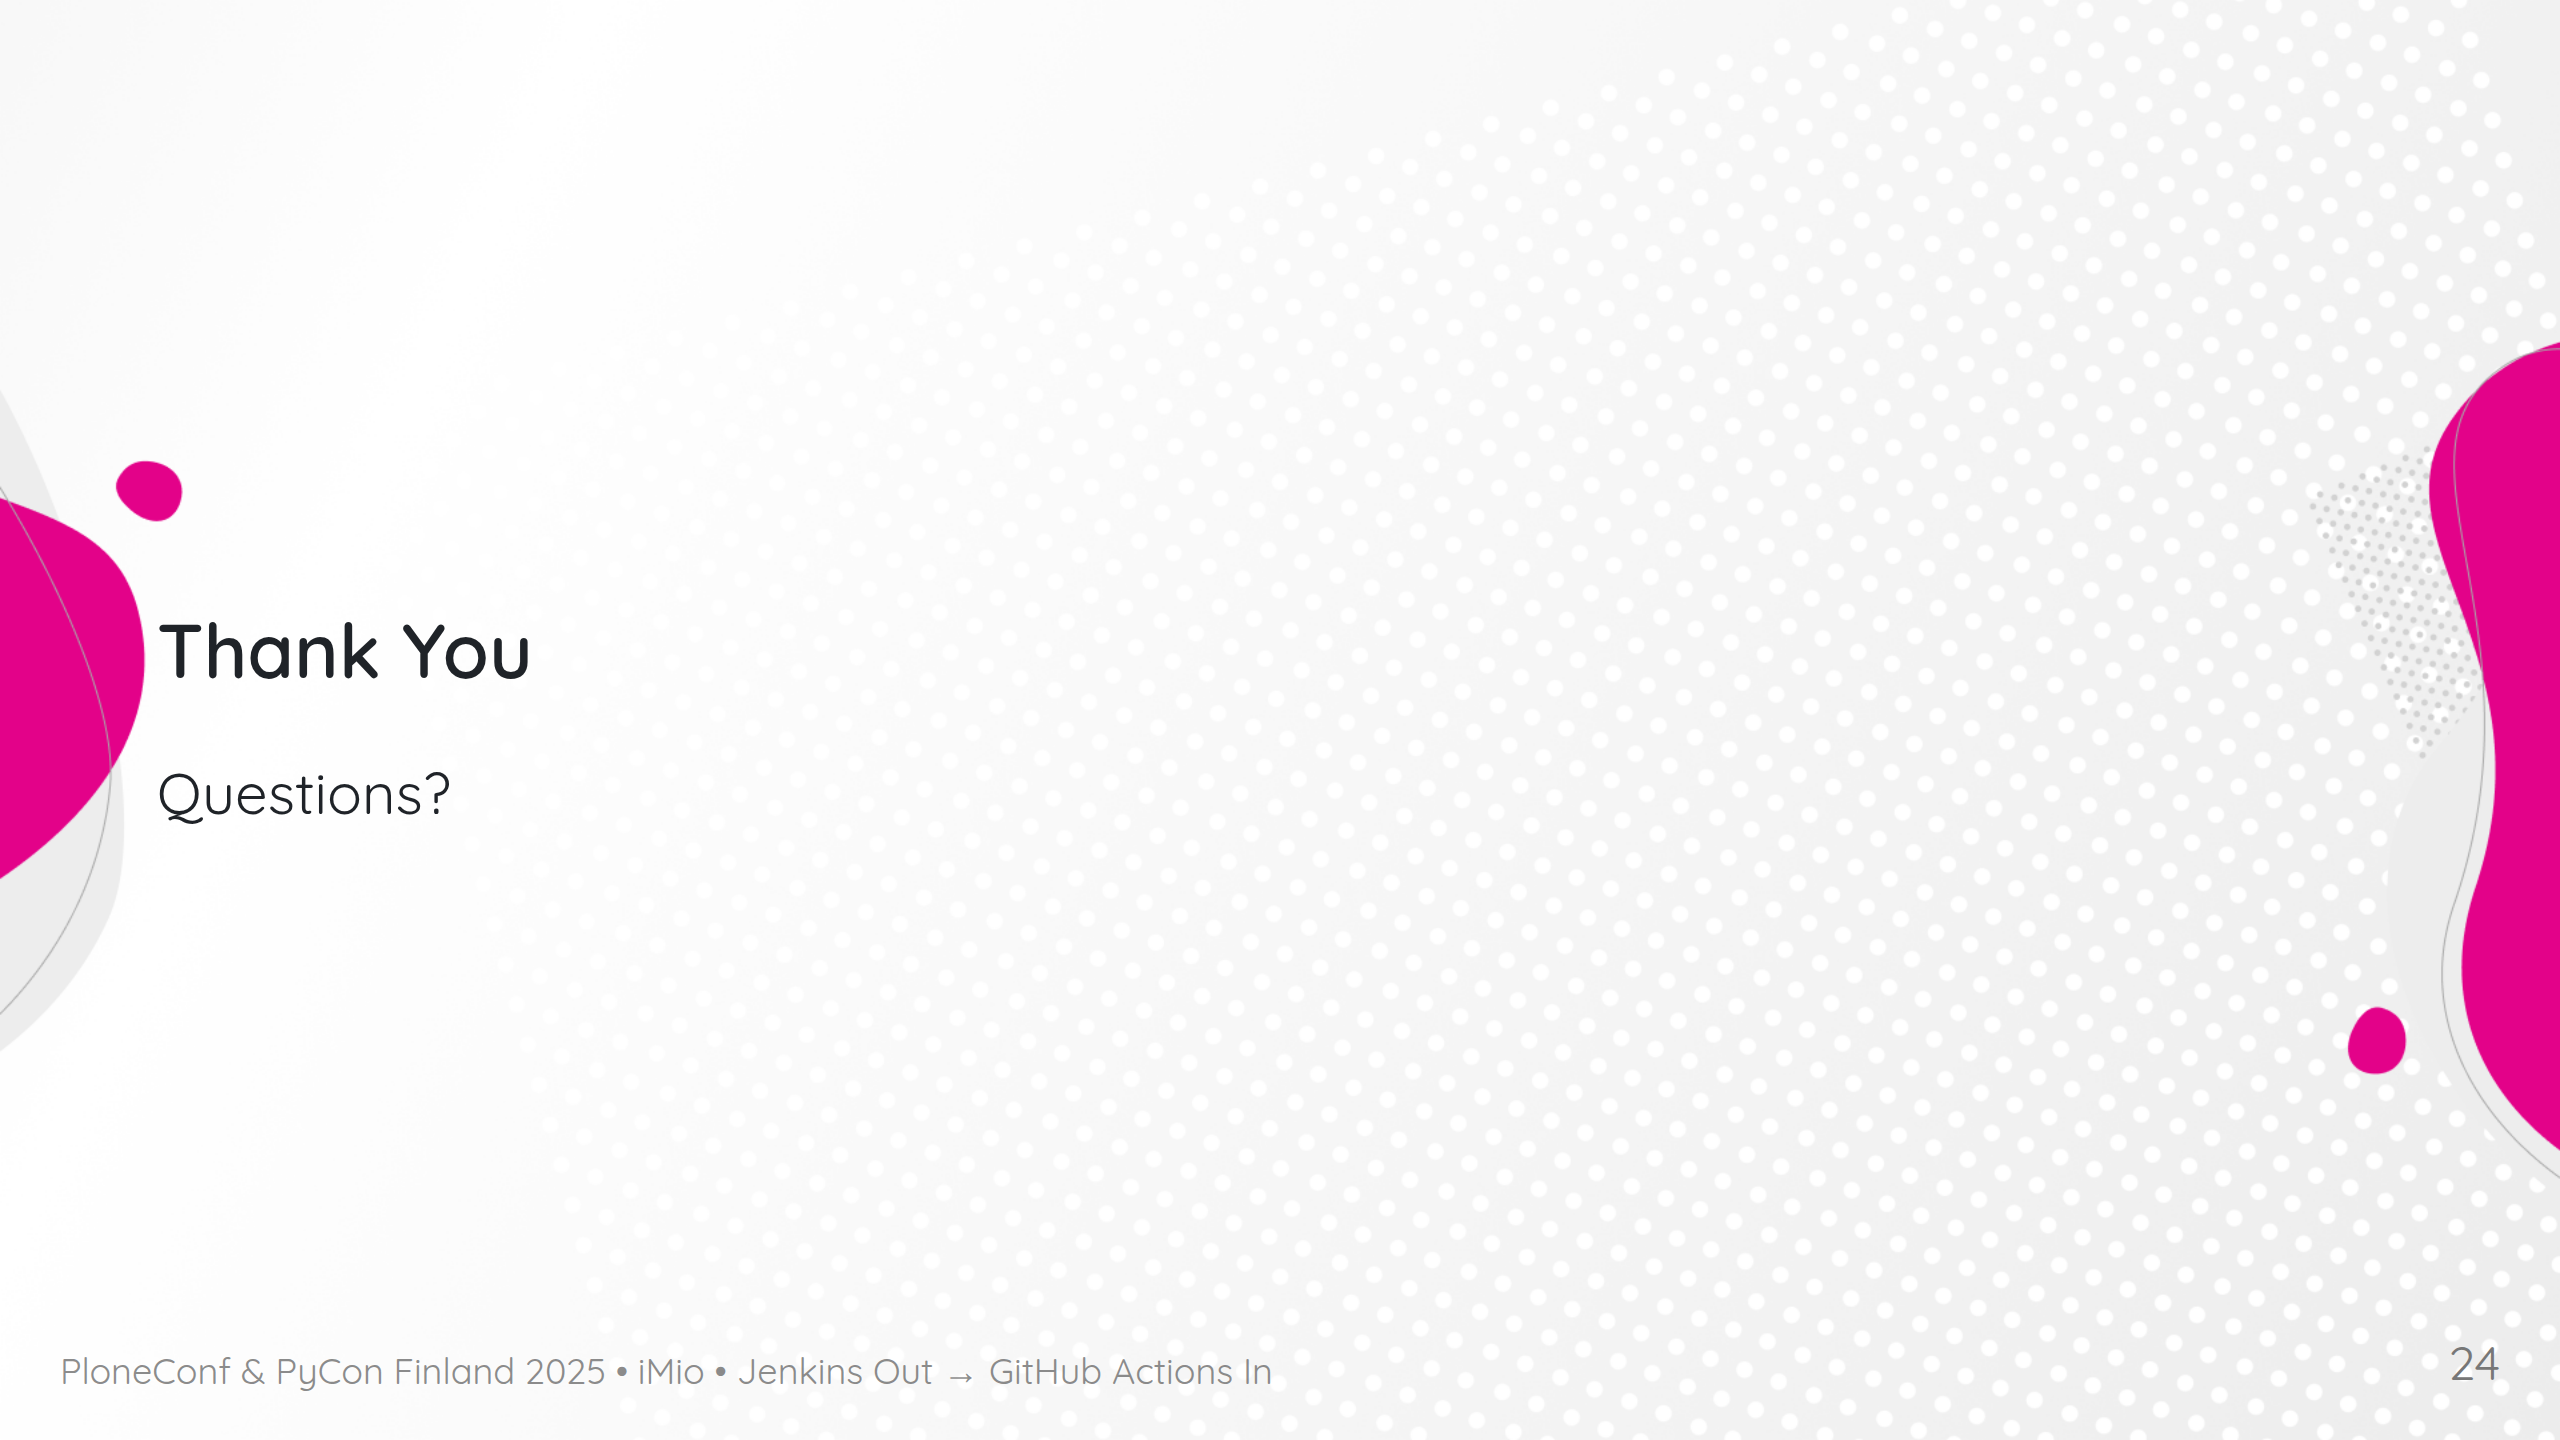 Thank You
Questions?
PloneConf & PyCon Finland 2025 • iMio • Jenkins Out → GitHub Actions In
24